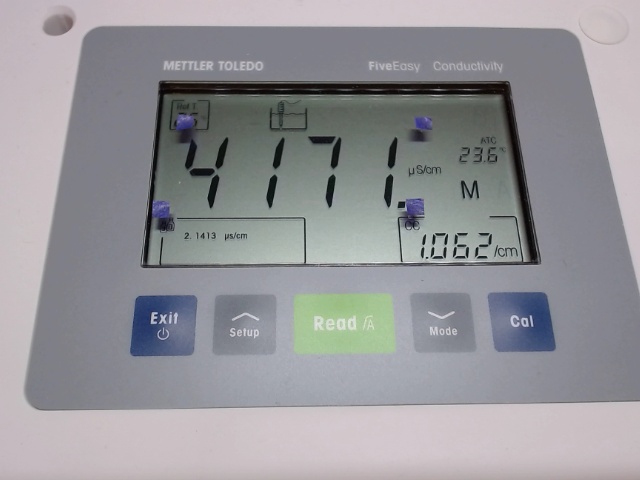 METTLER TOLEDO
FiveEasy Conductivity
ATC
23.6
4171. µS/cm
M
2. 1413 µs/cm
CC
1.062 /cm
Exit
Setup
Read /A
Mode
Cal